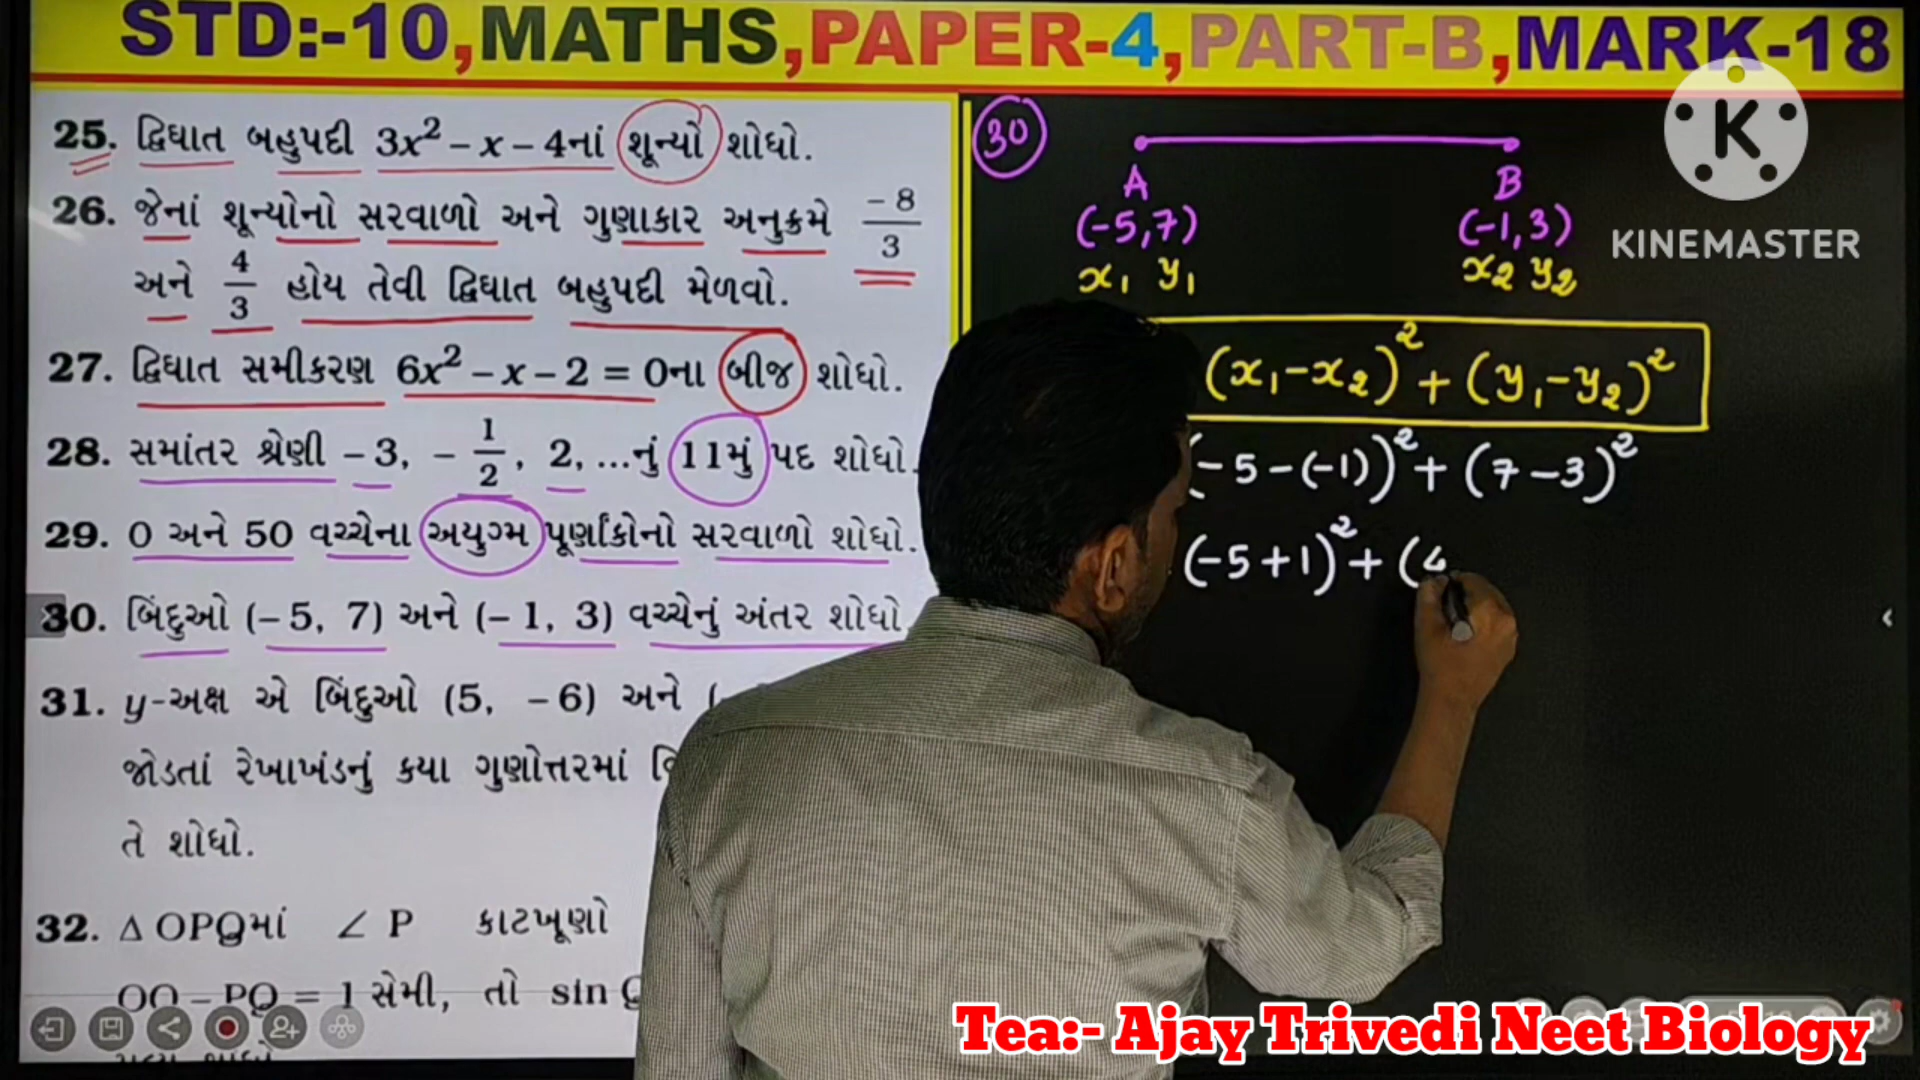 STD:-10,MATHS,PAPER-4,PART-B,MARK-18
25. દ્વિઘાત બહુપદી 3x² – x – 4નાં શૂન્યો શોધો.
26. જેનાં શૂન્યોનો સરવાળો અને ગુણાકાર અનુક્રમે -8/3
અને 4/3 હોય તેવી દ્વિઘાત બહુપદી મેળવો.
27. દ્વિઘાત સમીકરણ 6x² – x – 2 = 0ના બીજ શોધો.
28. સમાંતર શ્રેણી – 3, – 1/2, 2, ...નું 11મું પદ શોધો.
29. 0 અને 50 વચ્ચેના અયુગ્મ પૂર્ણાંકોનો સરવાળો શોધો.
30. બિંદુઓ (– 5, 7) અને (– 1, 3) વચ્ચેનું અંતર શોધો.
31. y-અક્ષ એ બિંદુઓ (5, – 6) અને (
જોડતાં રેખાખંડનું કયા ગુણોત્તરમાં
તે શોધો.
32. Δ OPQમાં ∠ P કાટખૂણો
OQ – PQ = 1 સેમી, તો sin Q
30
A B
(-5,7) (-1,3)
x₁ y₁ x₂ y₂
(x₁-x₂)² + (y₁-y₂)²
(-5-(-1))² + (7-3)²
(-5+1)² + (4
K
KINEMASTER
Tea:- Ajay Trivedi Neet Biology